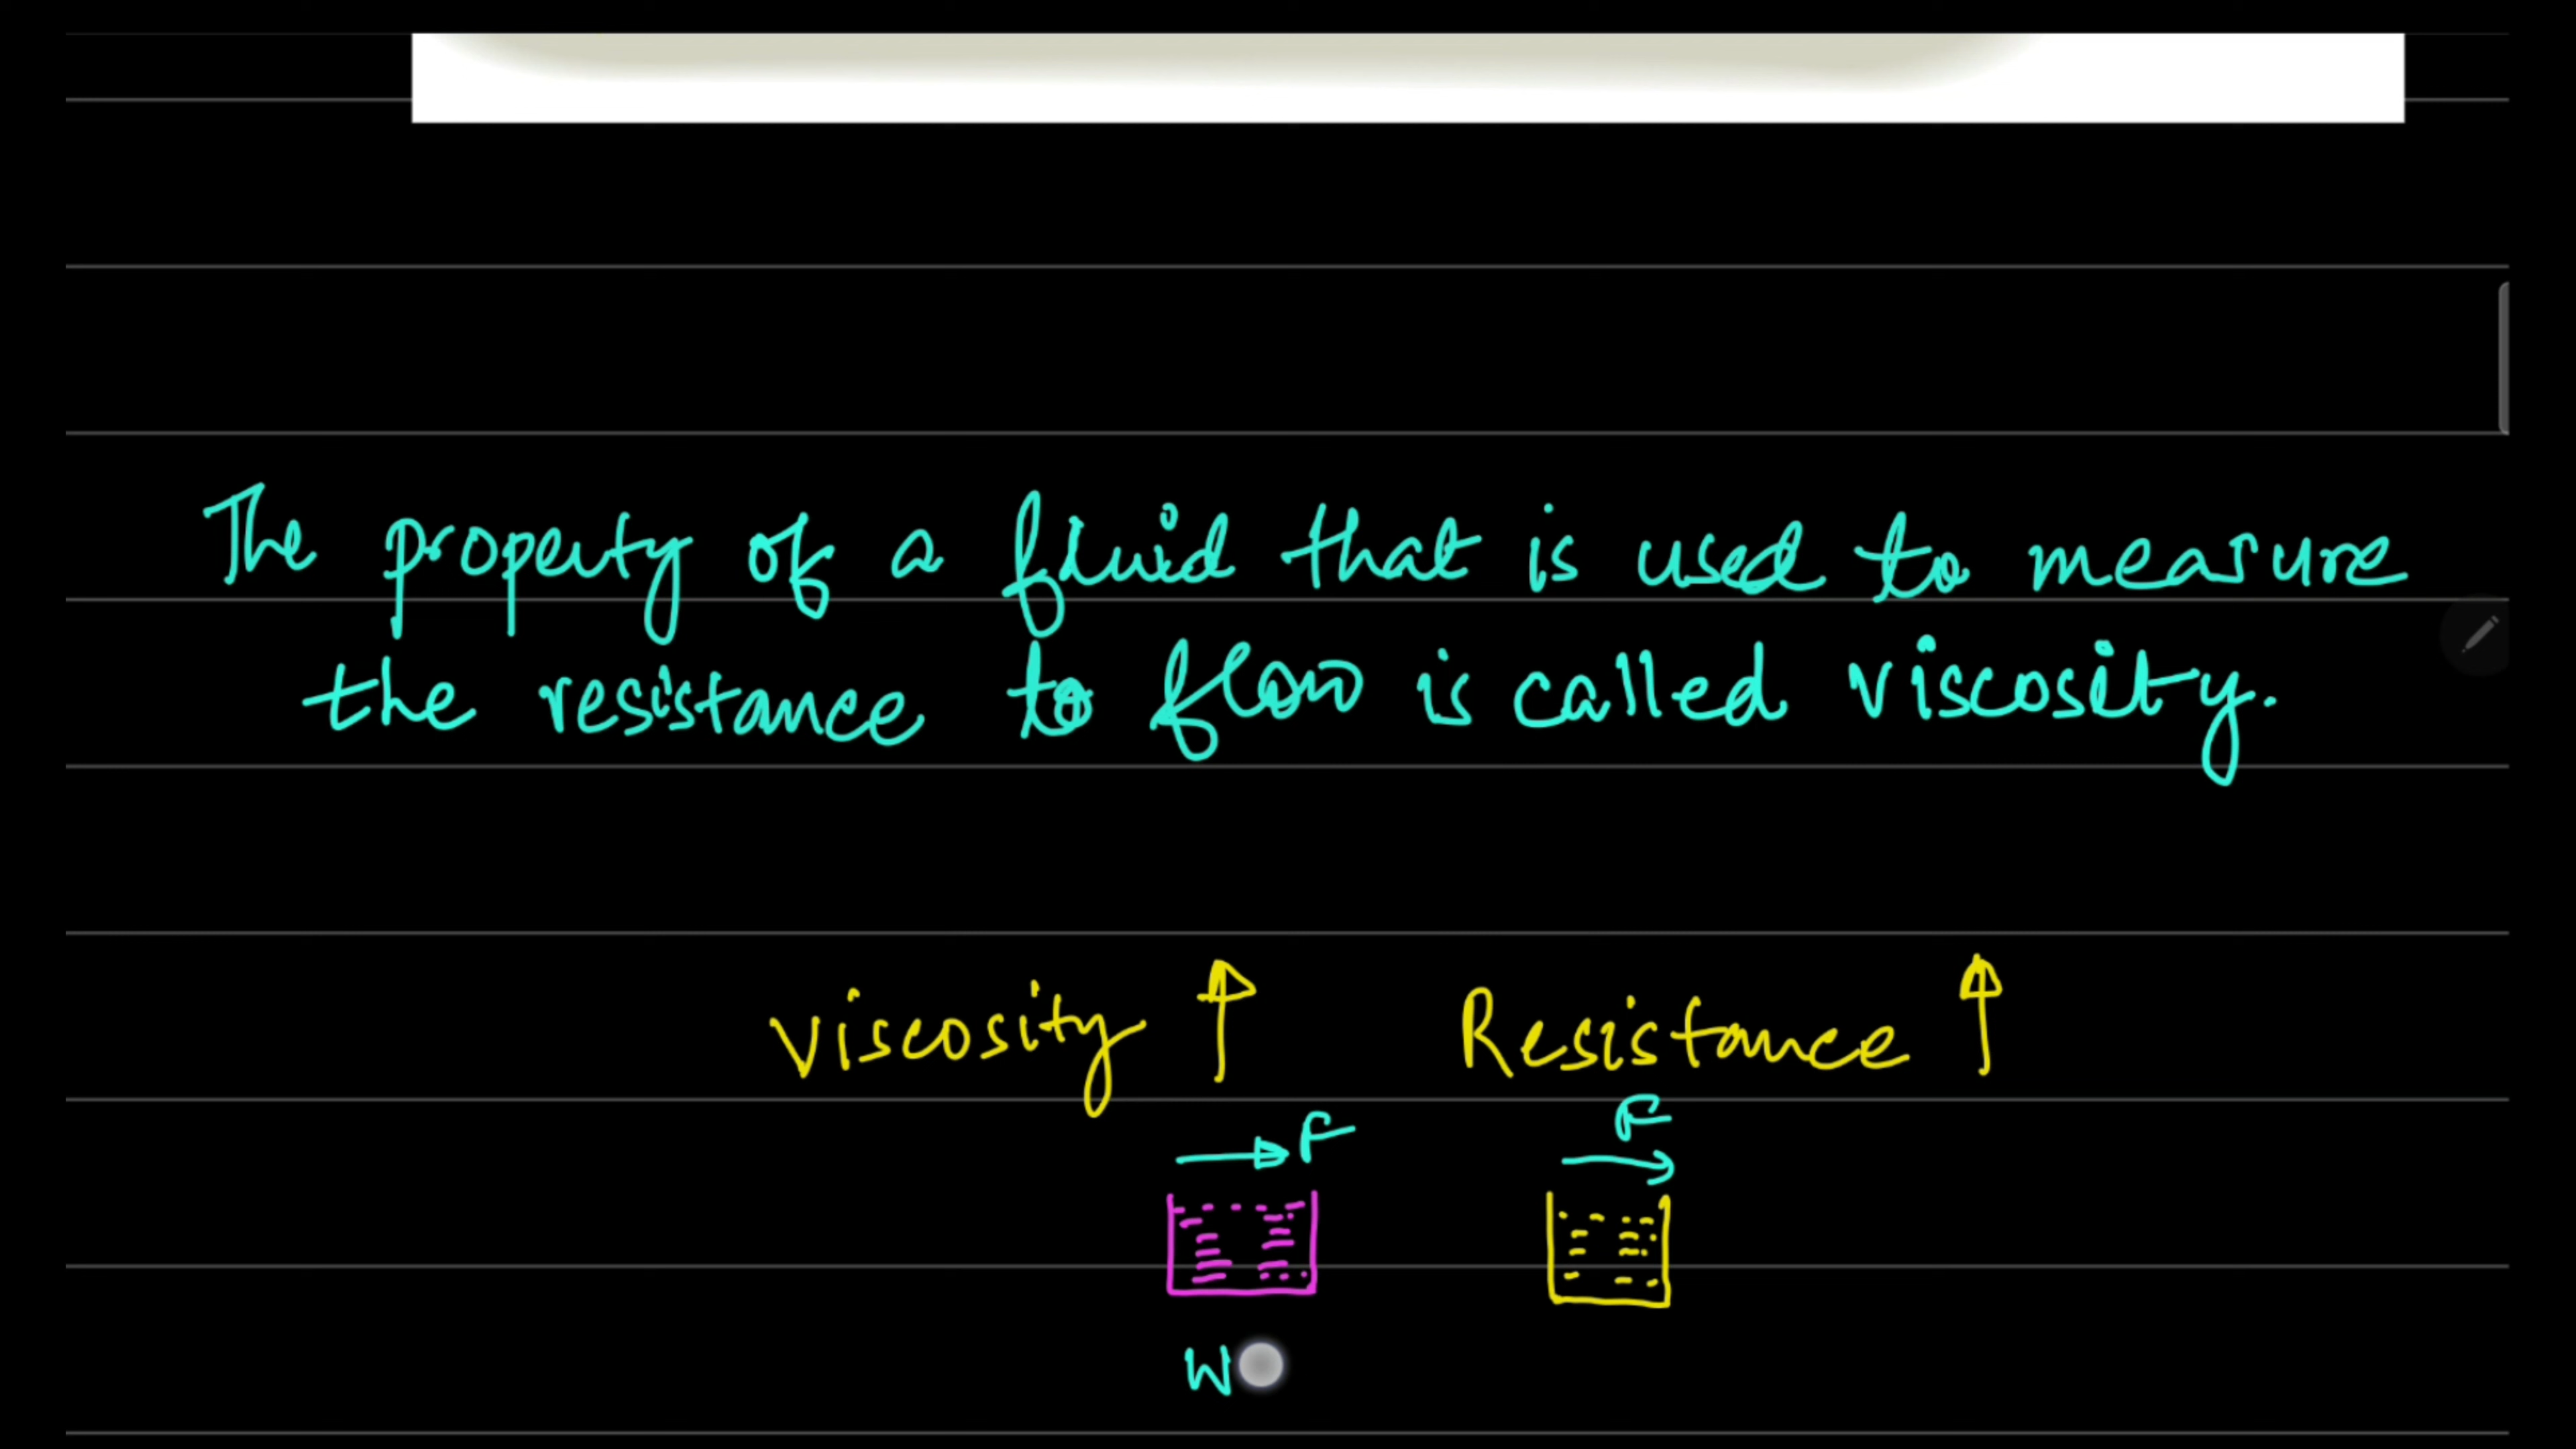 The property of a fluid that is used to measure
the resistance to flow is called viscosity.
Viscosity ↑ Resistance ↑
F F
W